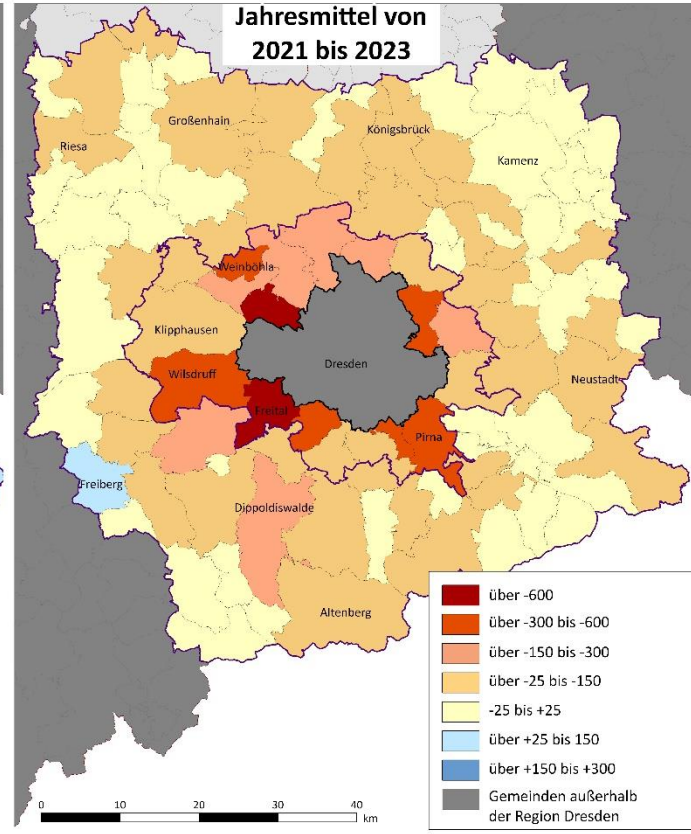 Jahresmittel von
2021 bis 2023
Großenhain
Königsbrück
Riesa
Kamenz
Weinböhla
Klipphausen
Dresden
Wilsdruff
Neustadt
Freital
Pirna
Freiberg
Dippoldiswalde
Altenberg
über -600
über -300 bis -600
über -150 bis -300
über -25 bis -150
-25 bis +25
über +25 bis 150
über +150 bis +300
Gemeinden außerhalb
der Region Dresden
0 10 20 30 40
km